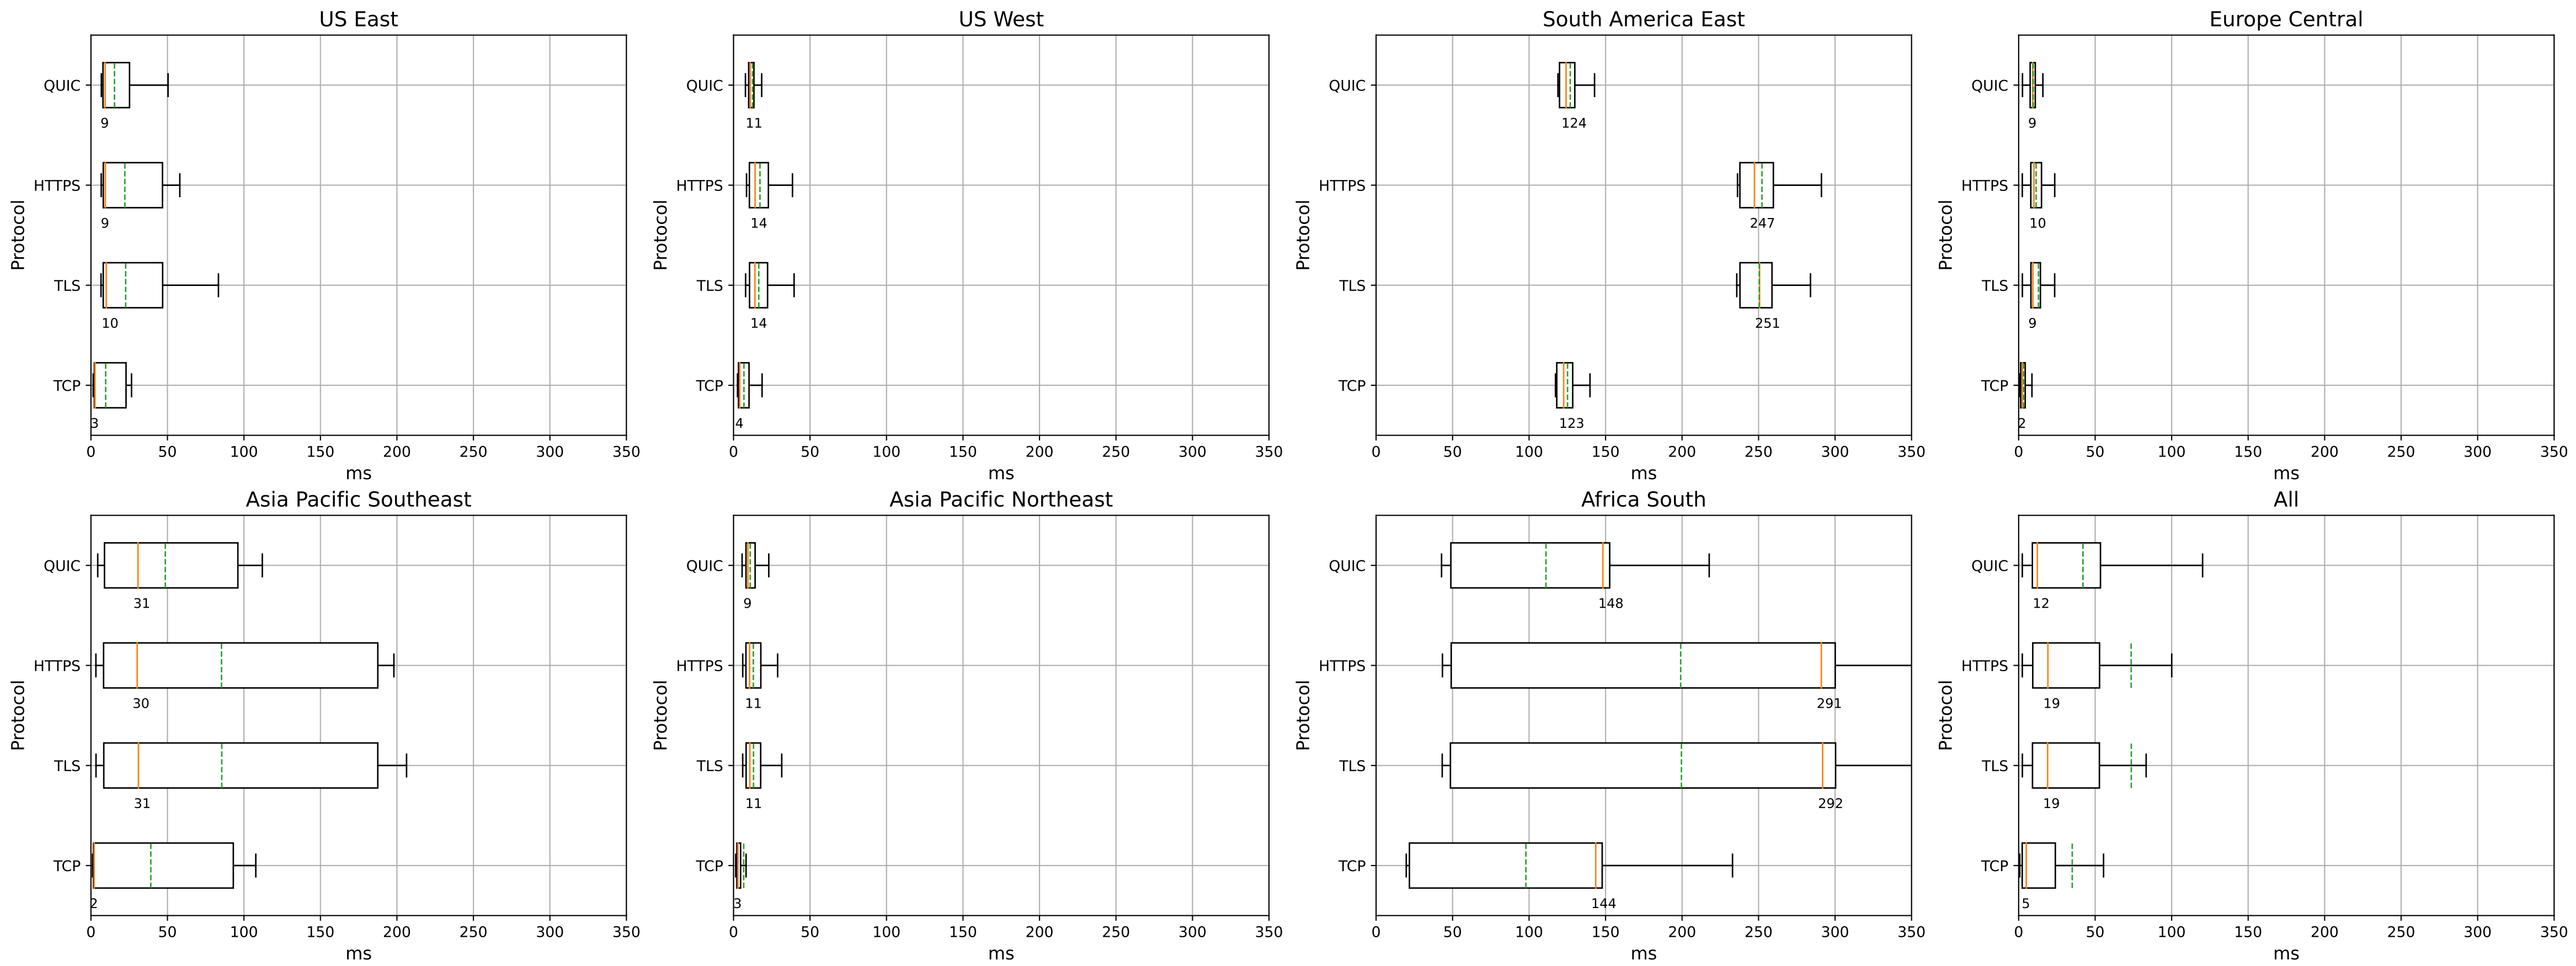 US East
Protocol
QUIC
9
HTTPS
9
TLS
10
TCP
3
0 50 100 150 200 250 300 350
ms
US West
Protocol
QUIC
11
HTTPS
14
TLS
14
TCP
4
0 50 100 150 200 250 300 350
ms
South America East
Protocol
QUIC
124
HTTPS
247
TLS
251
TCP
123
0 50 100 150 200 250 300 350
ms
Europe Central
Protocol
QUIC
9
HTTPS
10
TLS
9
TCP
2
0 50 100 150 200 250 300 350
ms
Asia Pacific Southeast
Protocol
QUIC
31
HTTPS
30
TLS
31
TCP
2
0 50 100 150 200 250 300 350
ms
Asia Pacific Northeast
Protocol
QUIC
9
HTTPS
11
TLS
11
TCP
3
0 50 100 150 200 250 300 350
ms
Africa South
Protocol
QUIC
148
HTTPS
291
TLS
292
TCP
144
0 50 100 150 200 250 300 350
ms
All
Protocol
QUIC
12
HTTPS
19
TLS
19
TCP
5
0 50 100 150 200 250 300 350
ms